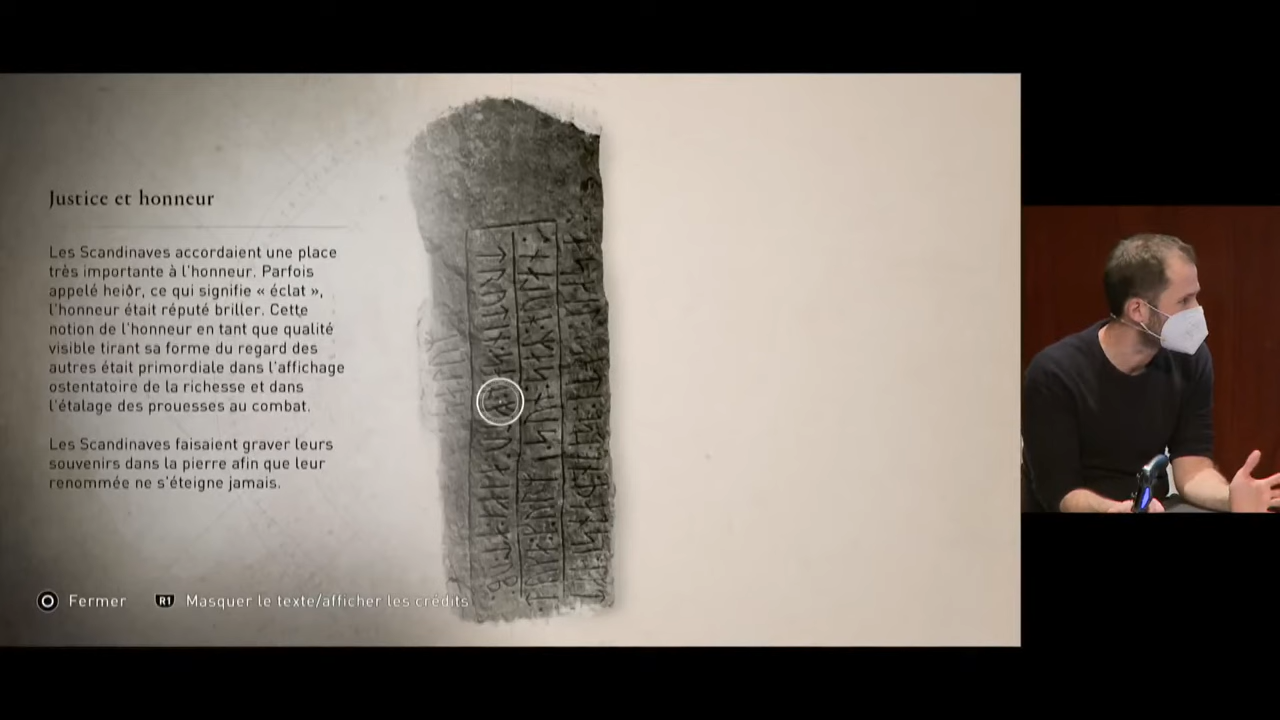 Justice et honneur
Les Scandinaves accordaient une place
très importante à l'honneur. Parfois
appelé heiðr, ce qui signifie « éclat »,
l'honneur était réputé briller. Cette
notion de l'honneur en tant que qualité
visible tirant sa forme du regard des
autres était primordiale dans l'affichage
ostentatoire de la richesse et dans
l'étalage des prouesses au combat.
Les Scandinaves faisaient graver leurs
souvenirs dans la pierre afin que leur
renommée ne s'éteigne jamais.
Fermer R1 Masquer le texte/afficher les crédits